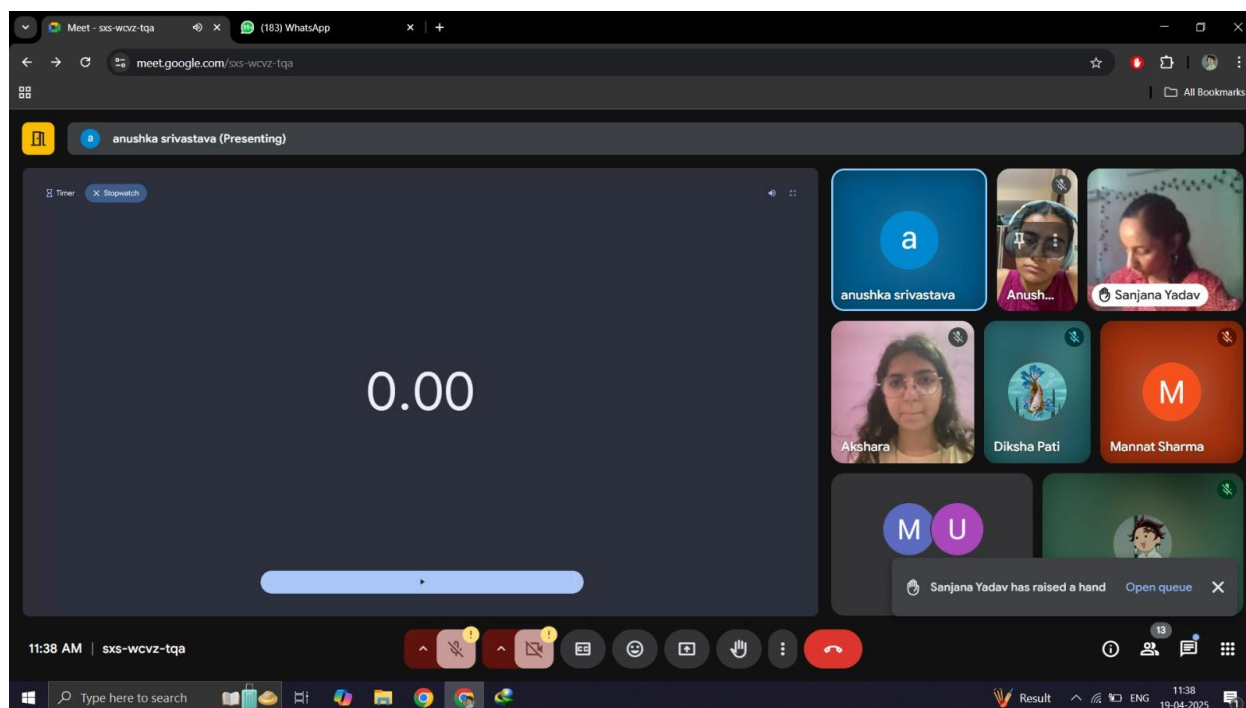 Meet - sxs-wcvz-tqa
(183) WhatsApp
meet.google.com/sxs-wcvz-tqa
All Bookmarks
a
anushka srivastava (Presenting)
Timer
Stopwatch
0.00
a
anushka srivastava
Anush...
Sanjana Yadav
Akshara
Diksha Pati
M
Mannat Sharma
M U
Sanjana Yadav has raised a hand
Open queue
11:38 AM | sxs-wcvz-tqa
CC
13
Type here to search
Result
ENG
11:38
19-04-2025
1